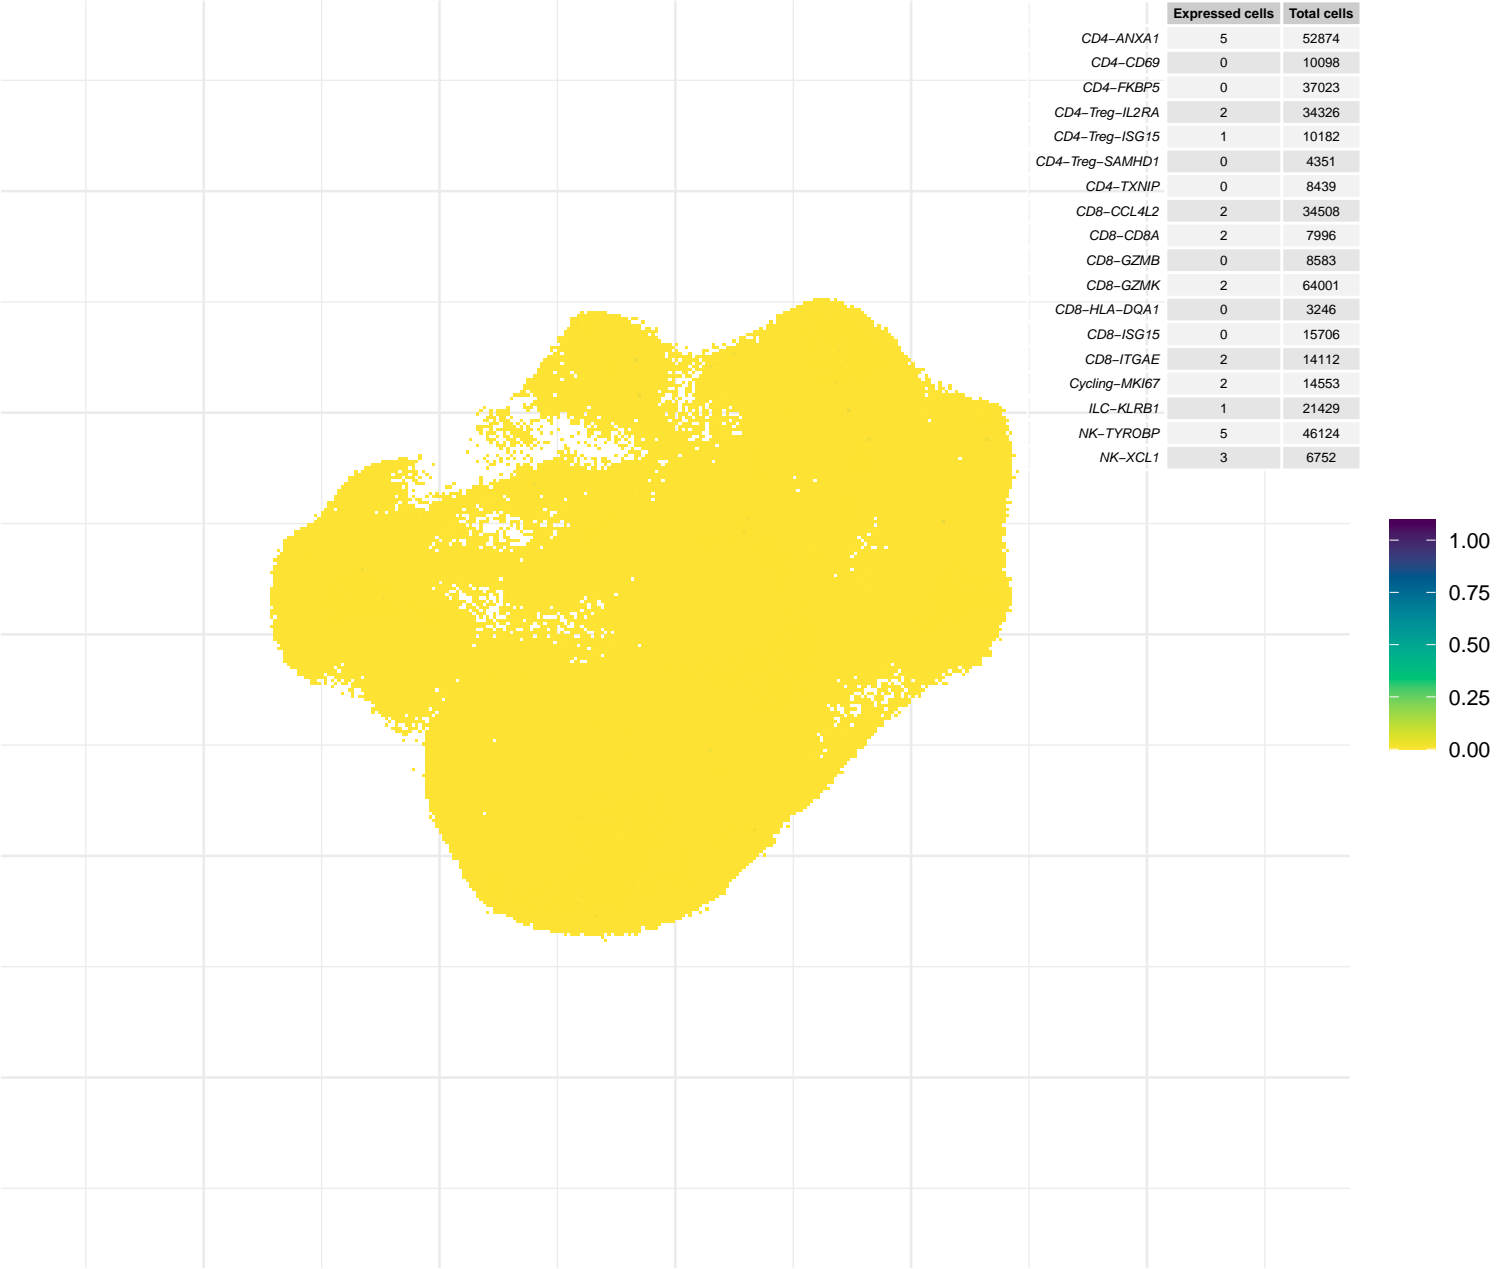 Expressed cells Total cells
CD4−ANXA1 5 52874
CD4−CD69 0 10098
CD4−FKBP5 0 37023
CD4−Treg−IL2RA 2 34326
CD4−Treg−ISG15 1 10182
CD4−Treg−SAMHD1 0 4351
CD4−TXNIP 0 8439
CD8−CCL4L2 2 34508
CD8−CD8A 2 7996
CD8−GZMB 0 8583
CD8−GZMK 2 64001
CD8−HLA−DQA1 0 3246
CD8−ISG15 0 15706
CD8−ITGAE 2 14112
Cycling−MKI67 2 14553
ILC−KLRB1 1 21429
NK−TYROBP 5 46124
NK−XCL1 3 6752
1.00
0.75
0.50
0.25
0.00